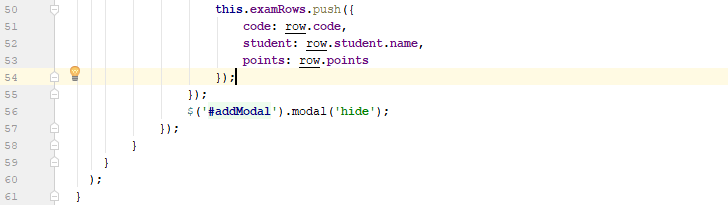 50 this.examRows.push({
51 code: row.code,
52 student: row.student.name,
53 points: row.points
54 });
55 });
56 $('#addModal').modal('hide');
57 });
58 }
59 }
60 );
61 }